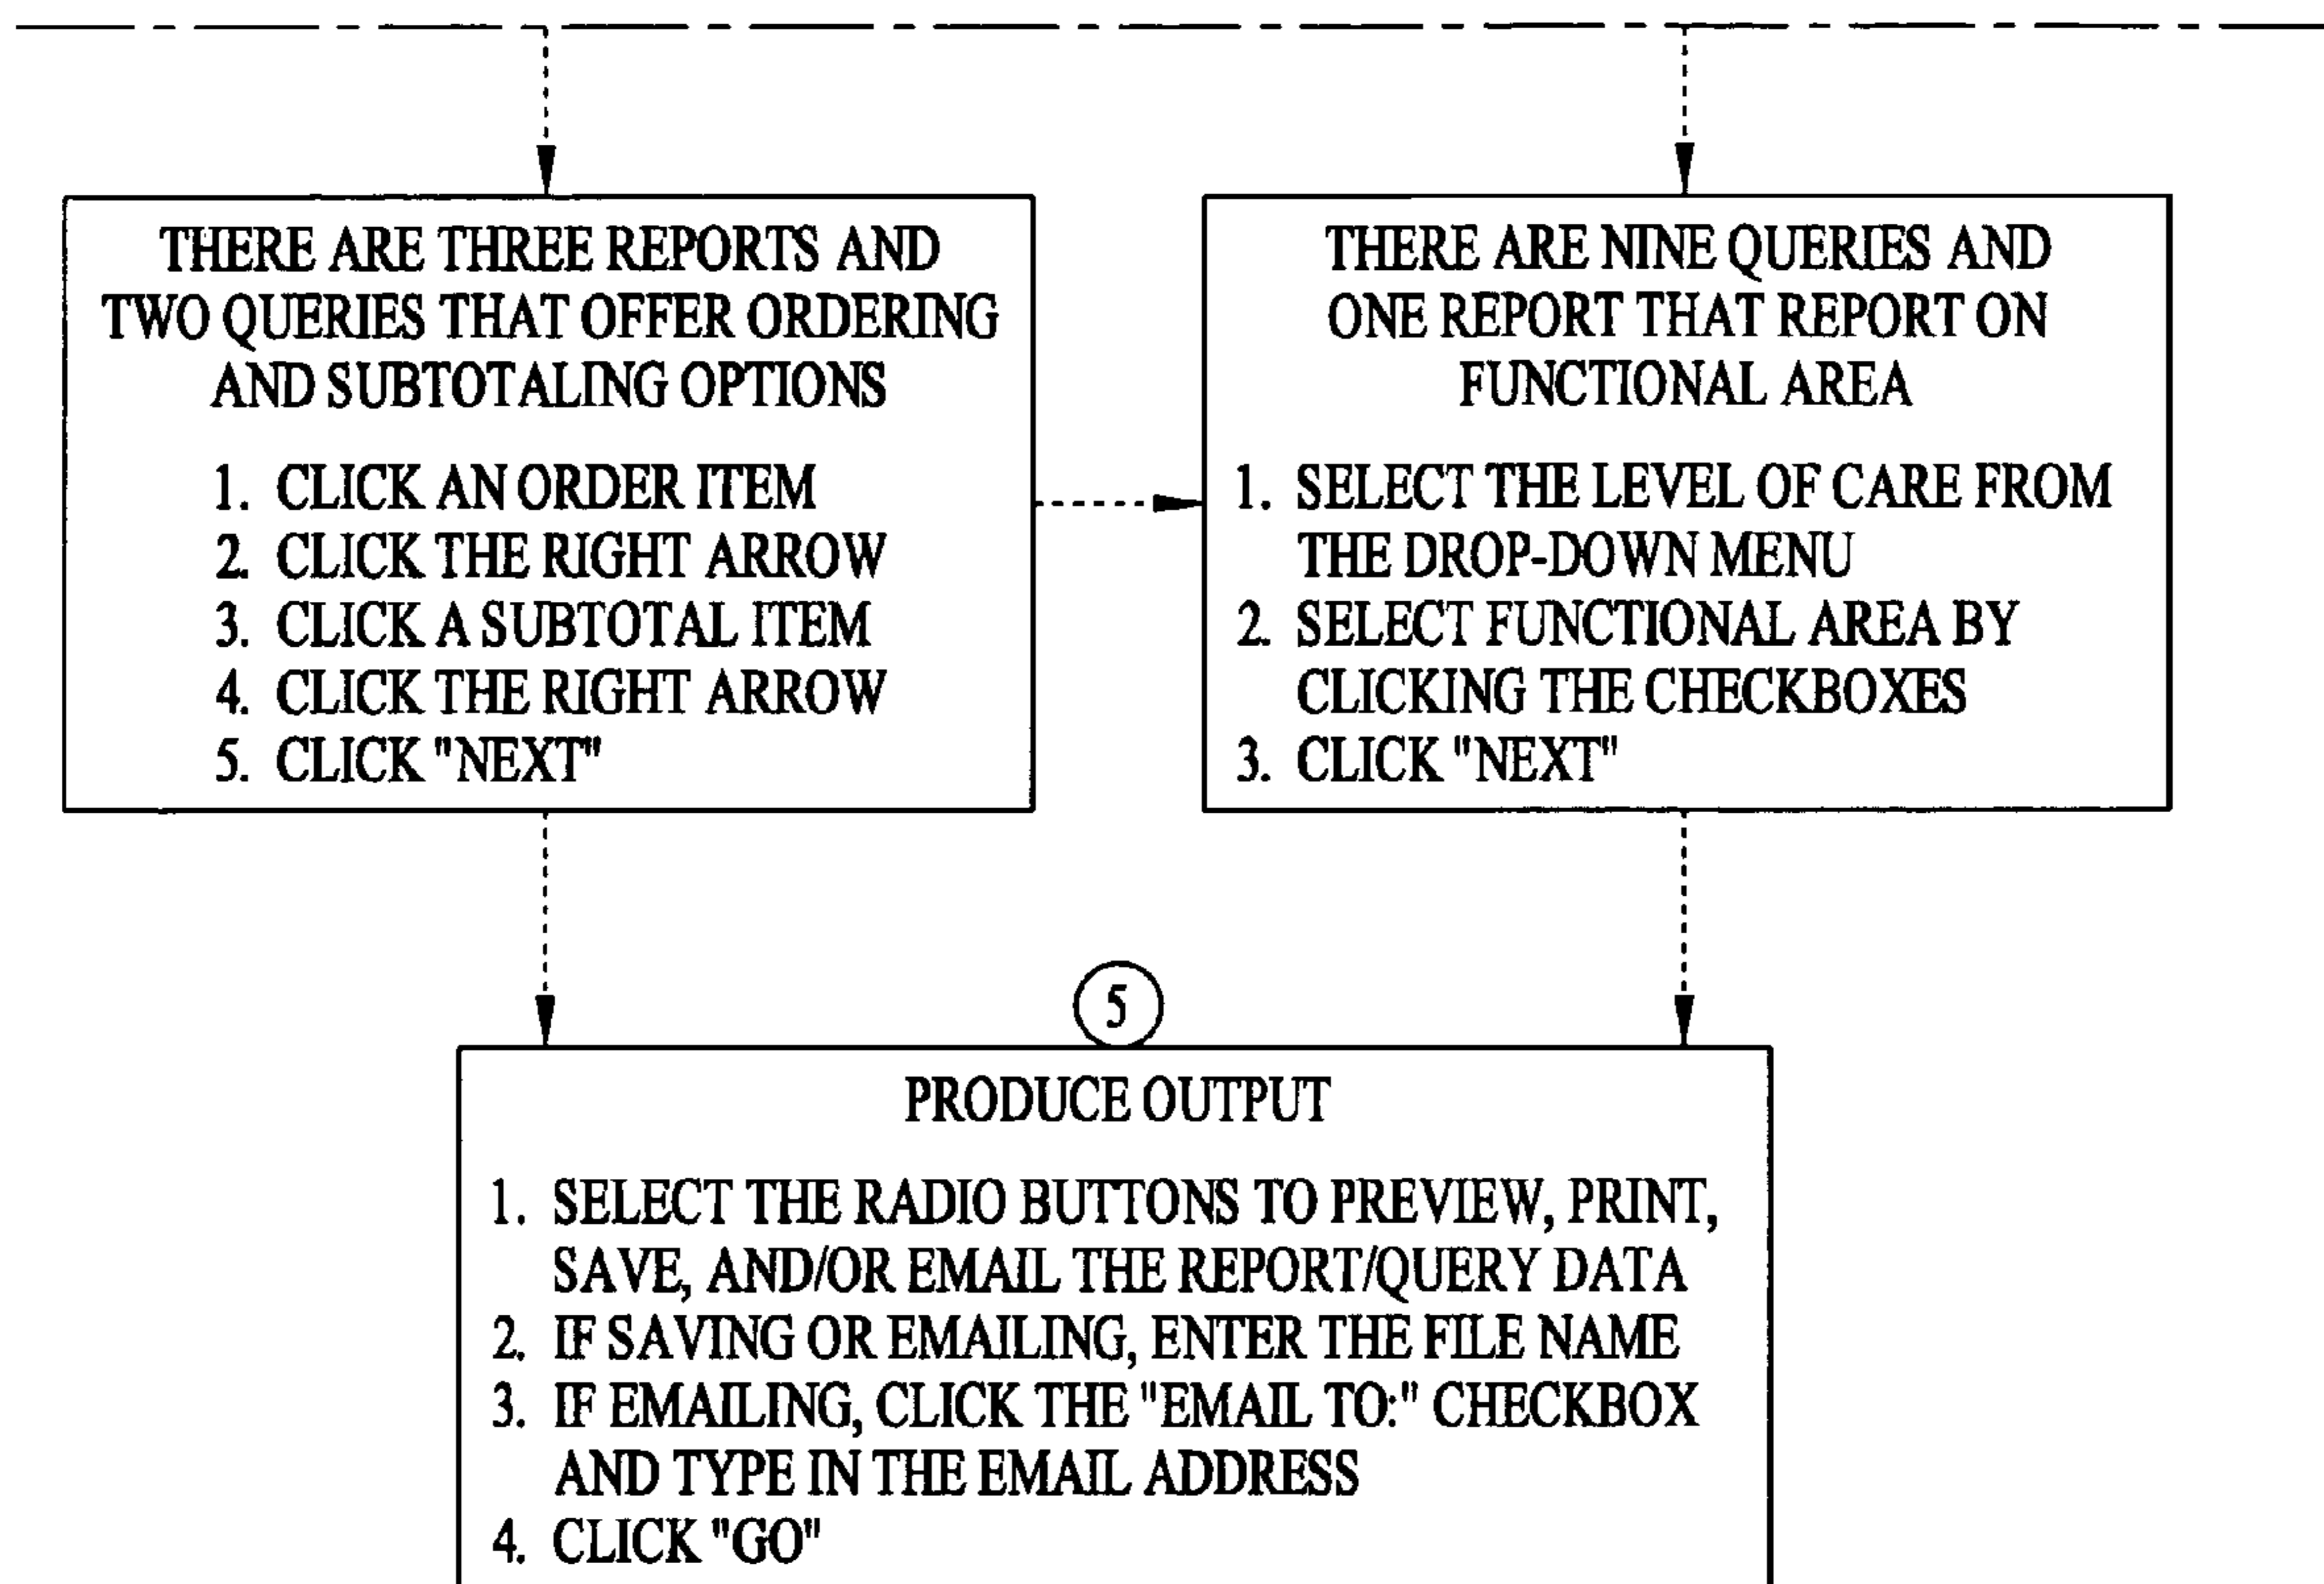 THERE ARE THREE REPORTS AND
TWO QUERIES THAT OFFER ORDERING
AND SUBTOTALING OPTIONS
1. CLICK AN ORDER ITEM
2. CLICK THE RIGHT ARROW
3. CLICK A SUBTOTAL ITEM
4. CLICK THE RIGHT ARROW
5. CLICK "NEXT"
THERE ARE NINE QUERIES AND
ONE REPORT THAT REPORT ON
FUNCTIONAL AREA
1. SELECT THE LEVEL OF CARE FROM
THE DROP-DOWN MENU
2. SELECT FUNCTIONAL AREA BY
CLICKING THE CHECKBOXES
3. CLICK "NEXT"
5
PRODUCE OUTPUT
1. SELECT THE RADIO BUTTONS TO PREVIEW, PRINT,
SAVE, AND/OR EMAIL THE REPORT/QUERY DATA
2. IF SAVING OR EMAILING, ENTER THE FILE NAME
3. IF EMAILING, CLICK THE "EMAIL TO:" CHECKBOX
AND TYPE IN THE EMAIL ADDRESS
4. CLICK "GO"